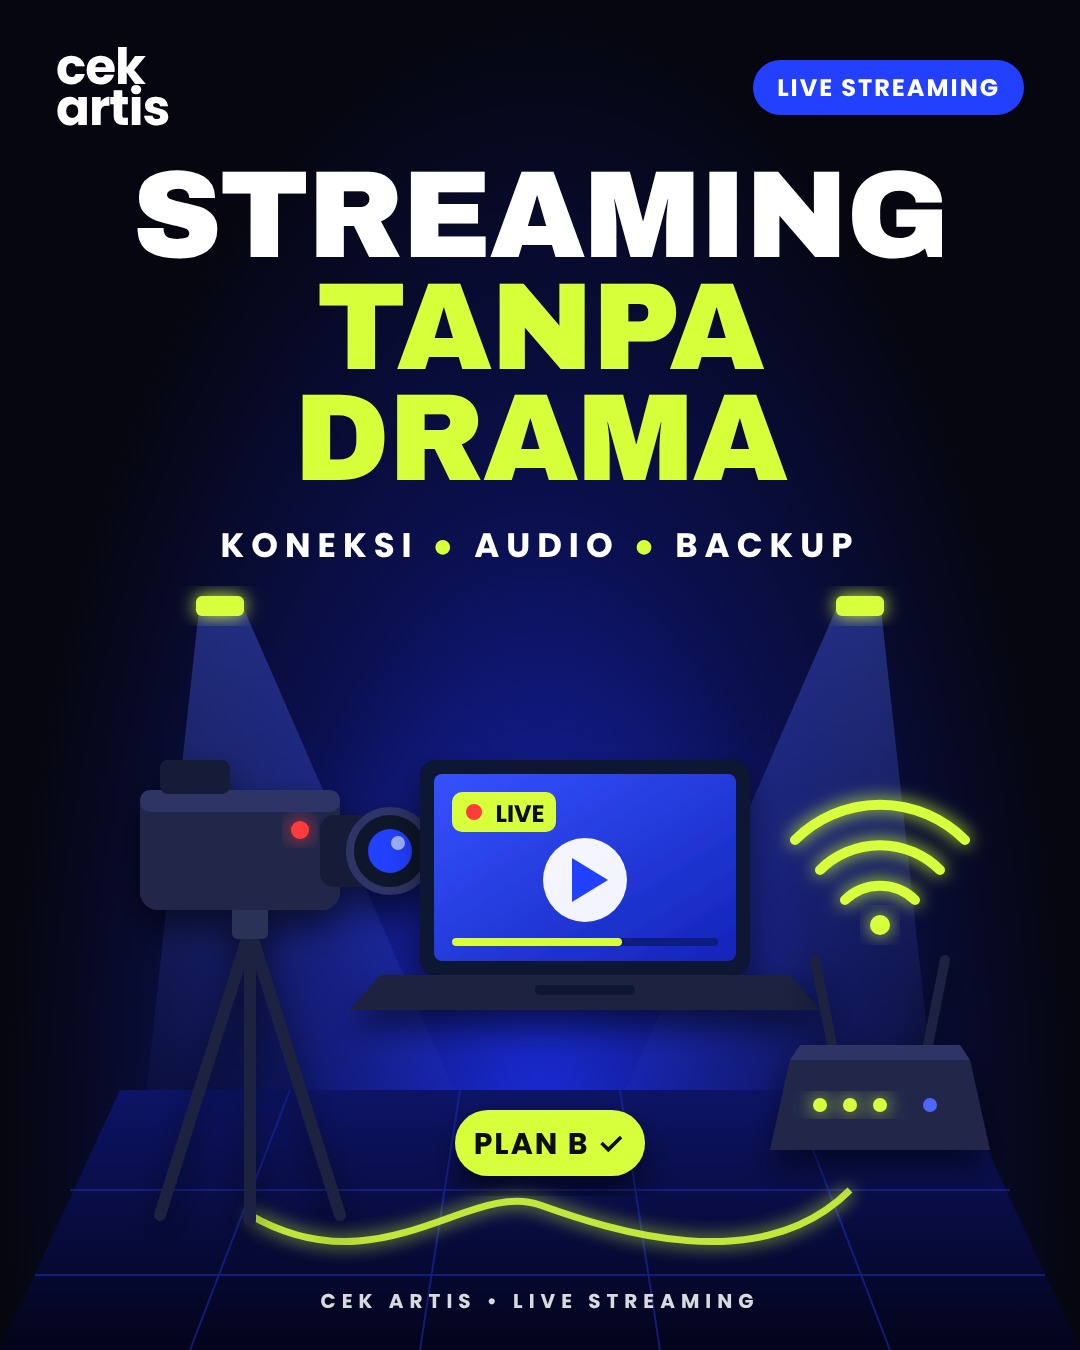 cek
artis
LIVE STREAMING
STREAMING
TANPA
DRAMA
KONEKSI • AUDIO • BACKUP
LIVE
PLAN B ✓
CEK ARTIS • LIVE STREAMING